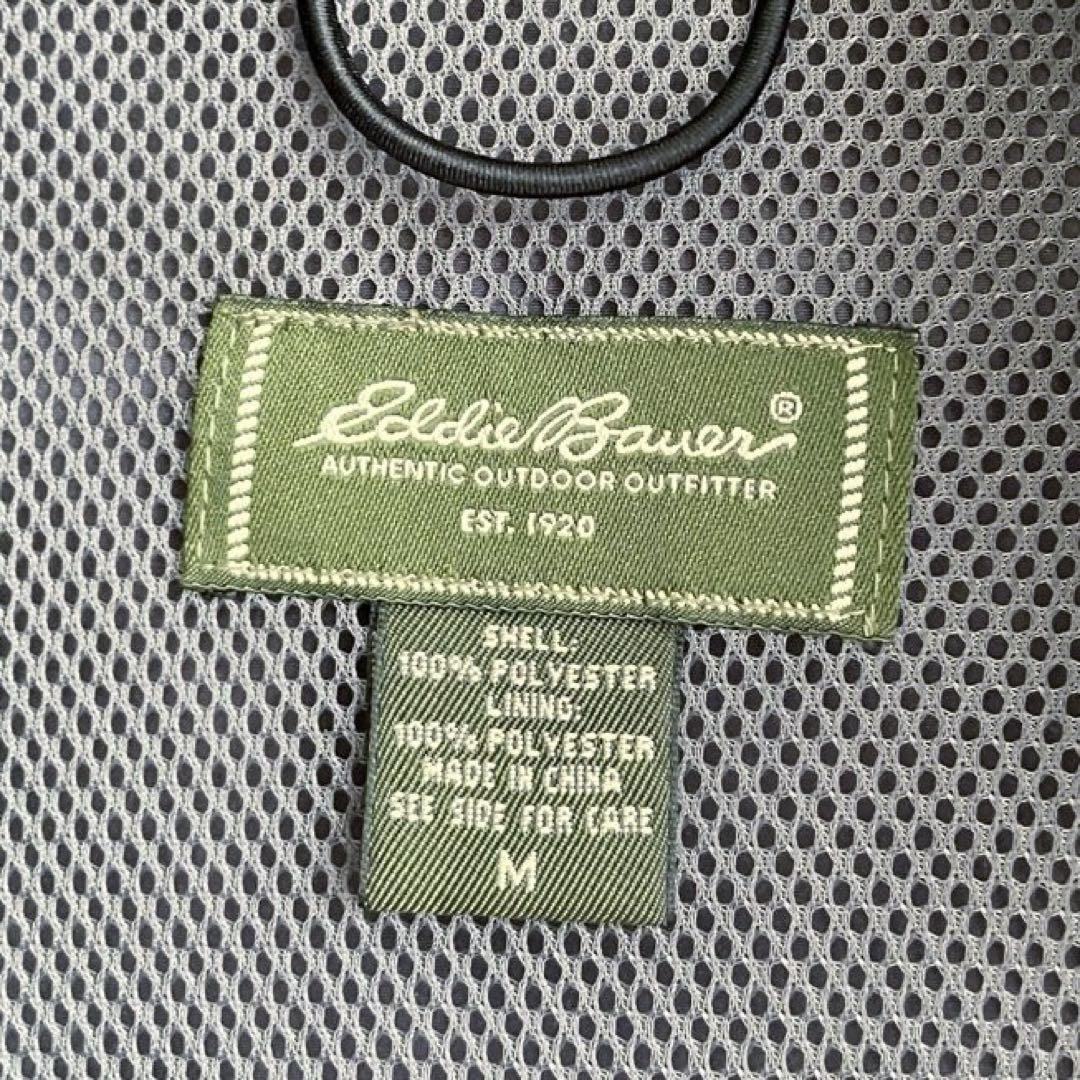 Eddie Bauer®
AUTHENTIC OUTDOOR OUTFITTER
EST. 1920
SHELL:
100% POLYESTER
LINING:
100% POLYESTER
MADE IN CHINA
SEE SIDE FOR CARE
M